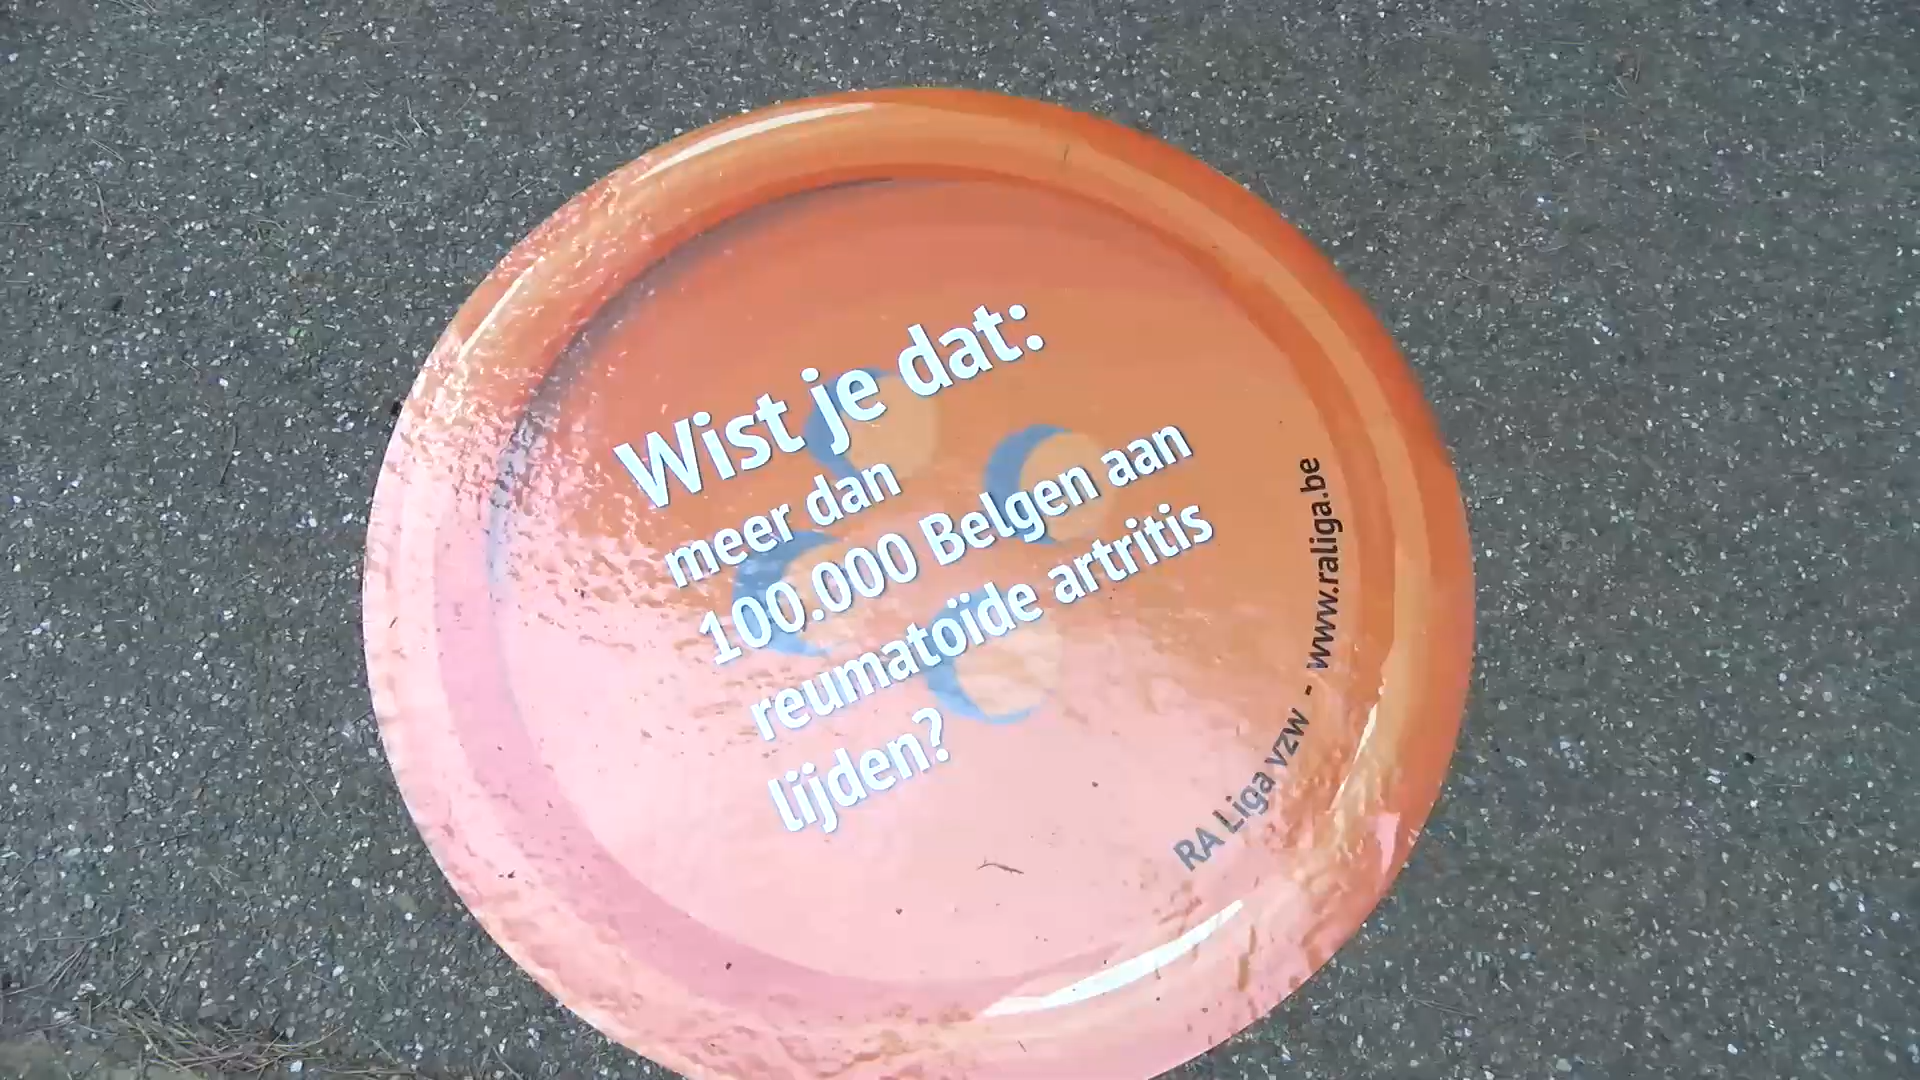 Wist je dat:
meer dan
100.000 Belgen aan
reumatoïde artritis
lijden?
RA Liga vzw - www.raliga.be